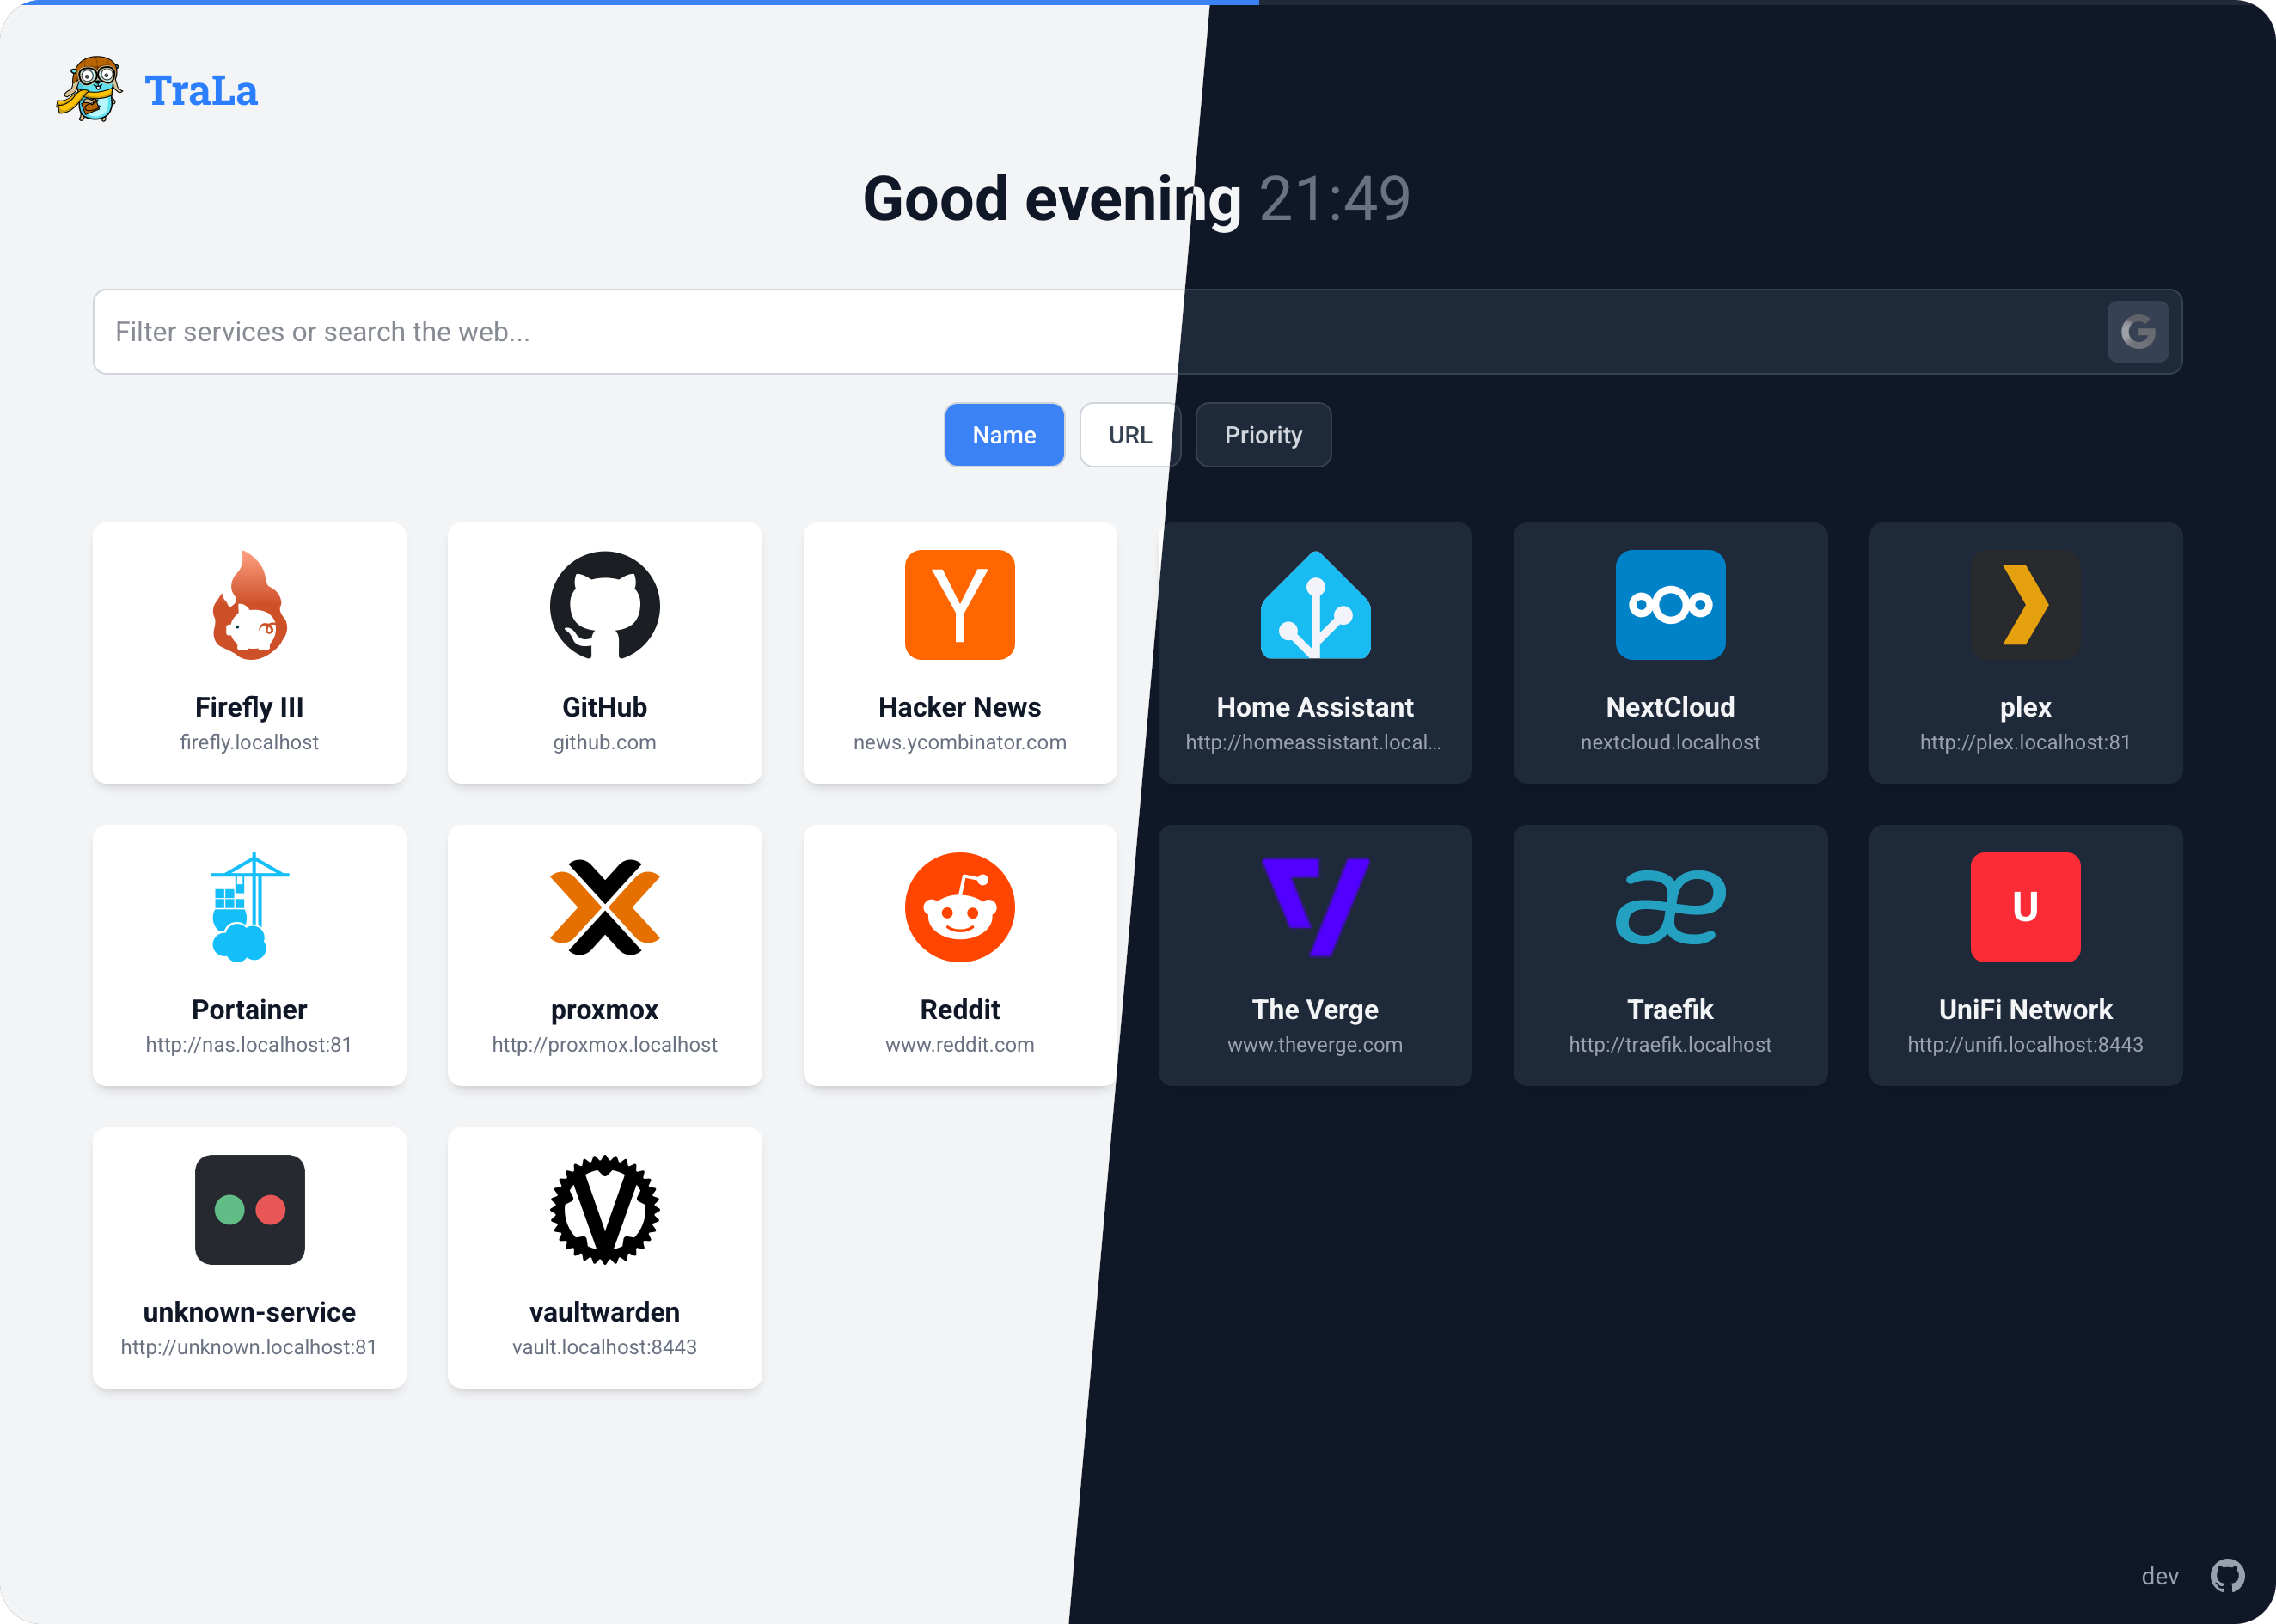 TraLa
Good evening 21:49
Filter services or search the web...
Name
URL
Priority
Firefly III
firefly.localhost
GitHub
github.com
Hacker News
news.ycombinator.com
Home Assistant
http://homeassistant.local...
NextCloud
nextcloud.localhost
plex
http://plex.localhost:81
Portainer
http://nas.localhost:81
proxmox
http://proxmox.localhost
Reddit
www.reddit.com
The Verge
www.theverge.com
Traefik
http://traefik.localhost
U
UniFi Network
http://unifi.localhost:8443
unknown-service
http://unknown.localhost:81
vaultwarden
vault.localhost:8443
dev